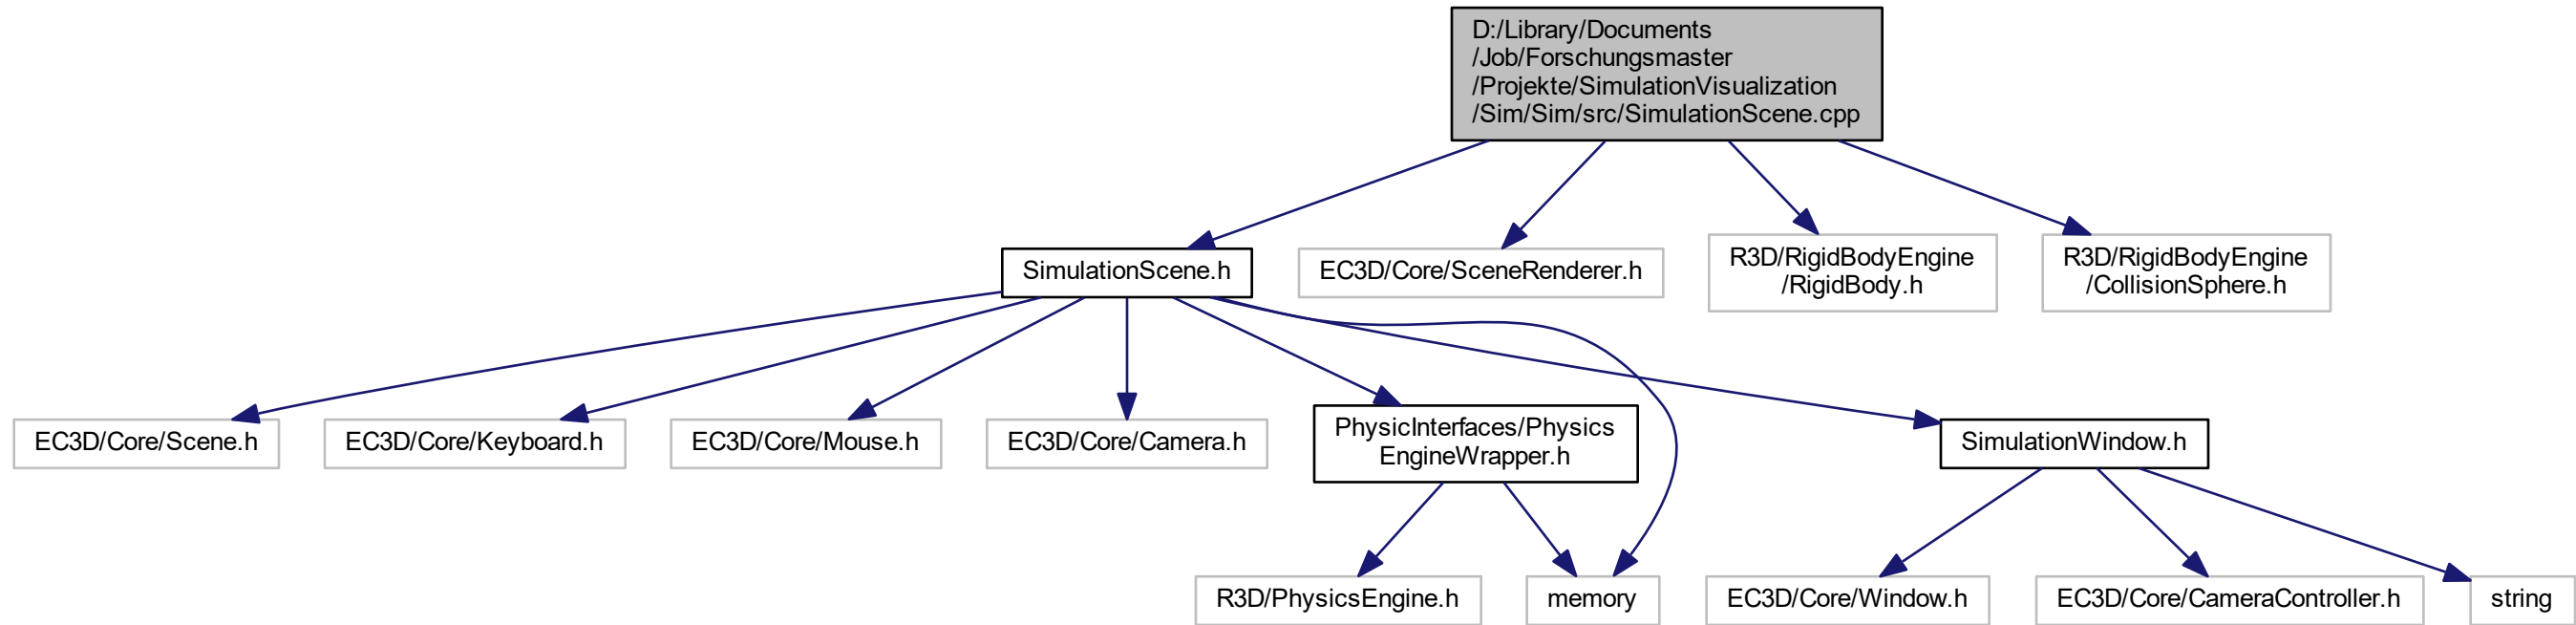 D:/Library/Documents
/Job/Forschungsmaster
/Projekte/SimulationVisualization
/Sim/Sim/src/SimulationScene.cpp
SimulationScene.h
EC3D/Core/SceneRenderer.h
R3D/RigidBodyEngine
/RigidBody.h
R3D/RigidBodyEngine
/CollisionSphere.h
EC3D/Core/Scene.h
EC3D/Core/Keyboard.h
EC3D/Core/Mouse.h
EC3D/Core/Camera.h
PhysicInterfaces/Physics
EngineWrapper.h
SimulationWindow.h
R3D/PhysicsEngine.h
memory
EC3D/Core/Window.h
EC3D/Core/CameraController.h
string